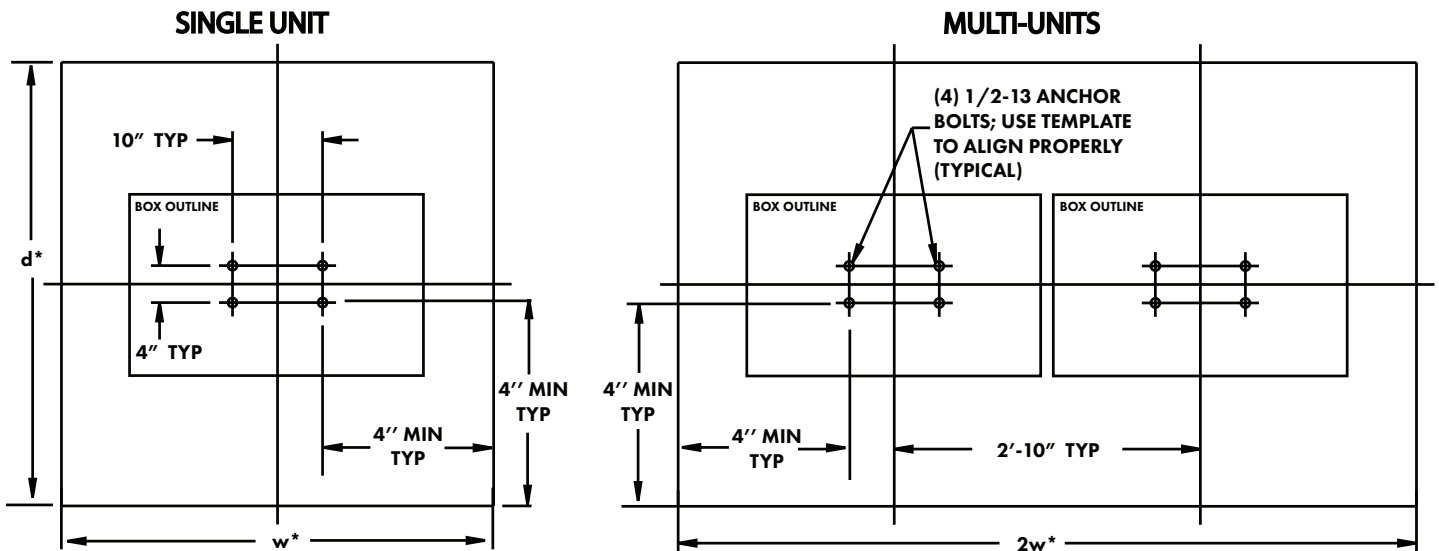 SINGLE UNIT
MULTI-UNITS
10" TYP
BOX OUTLINE
d*
4" TYP
4'' MIN
TYP
4'' MIN
TYP
w*
(4) 1/2-13 ANCHOR
BOLTS; USE TEMPLATE
TO ALIGN PROPERLY
(TYPICAL)
BOX OUTLINE
BOX OUTLINE
4'' MIN
TYP
4'' MIN
TYP
2'-10" TYP
2w*